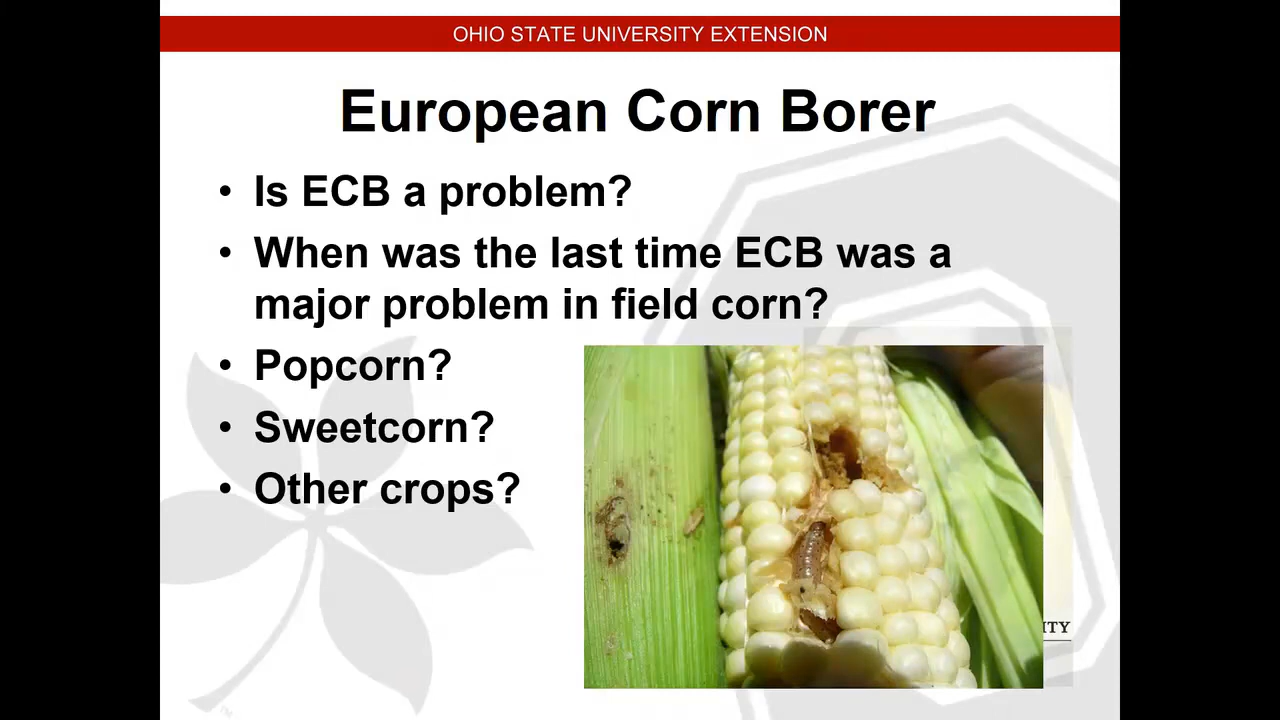 OHIO STATE UNIVERSITY EXTENSION
European Corn Borer
• Is ECB a problem?
• When was the last time ECB was a
major problem in field corn?
• Popcorn?
• Sweetcorn?
• Other crops?
ITY
TM